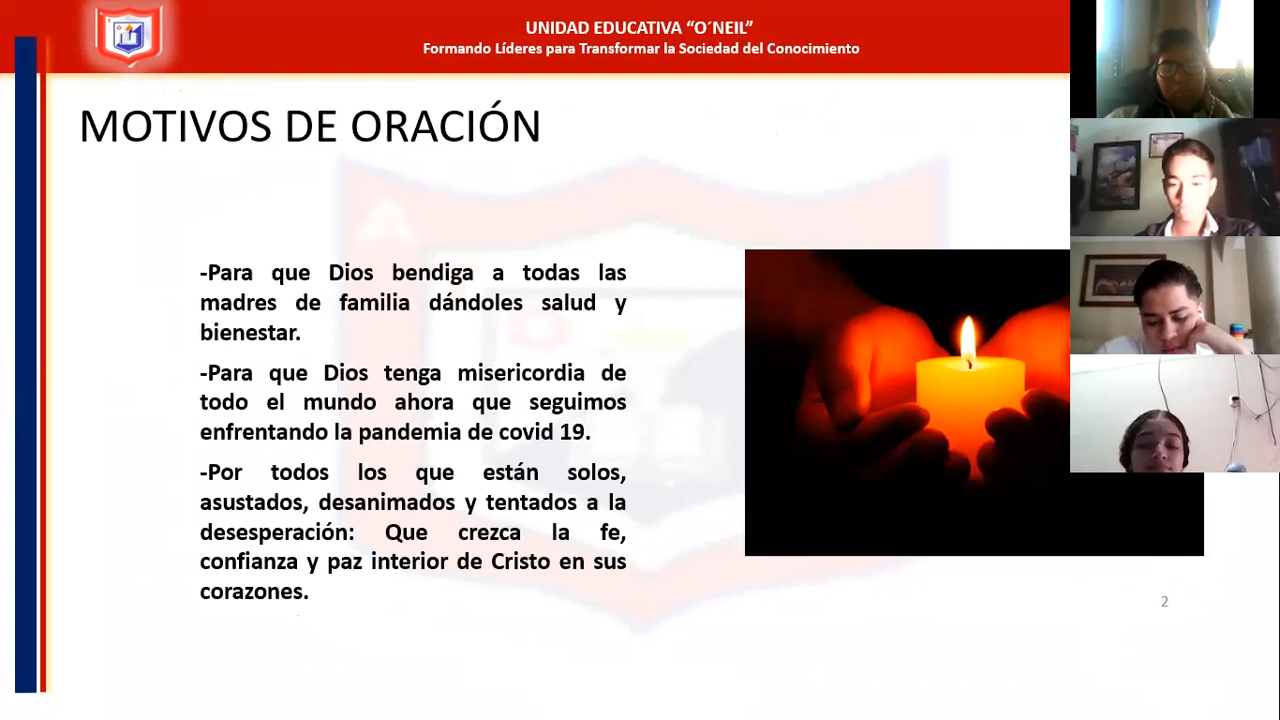 UNIDAD EDUCATIVA “O´NEIL”
Formando Líderes para Transformar la Sociedad del Conocimiento
MOTIVOS DE ORACIÓN
-Para que Dios bendiga a todas las
madres de familia dándoles salud y
bienestar.
-Para que Dios tenga misericordia de
todo el mundo ahora que seguimos
enfrentando la pandemia de covid 19.
-Por todos los que están solos,
asustados, desanimados y tentados a la
desesperación: Que crezca la fe,
confianza y paz interior de Cristo en sus
corazones.
2